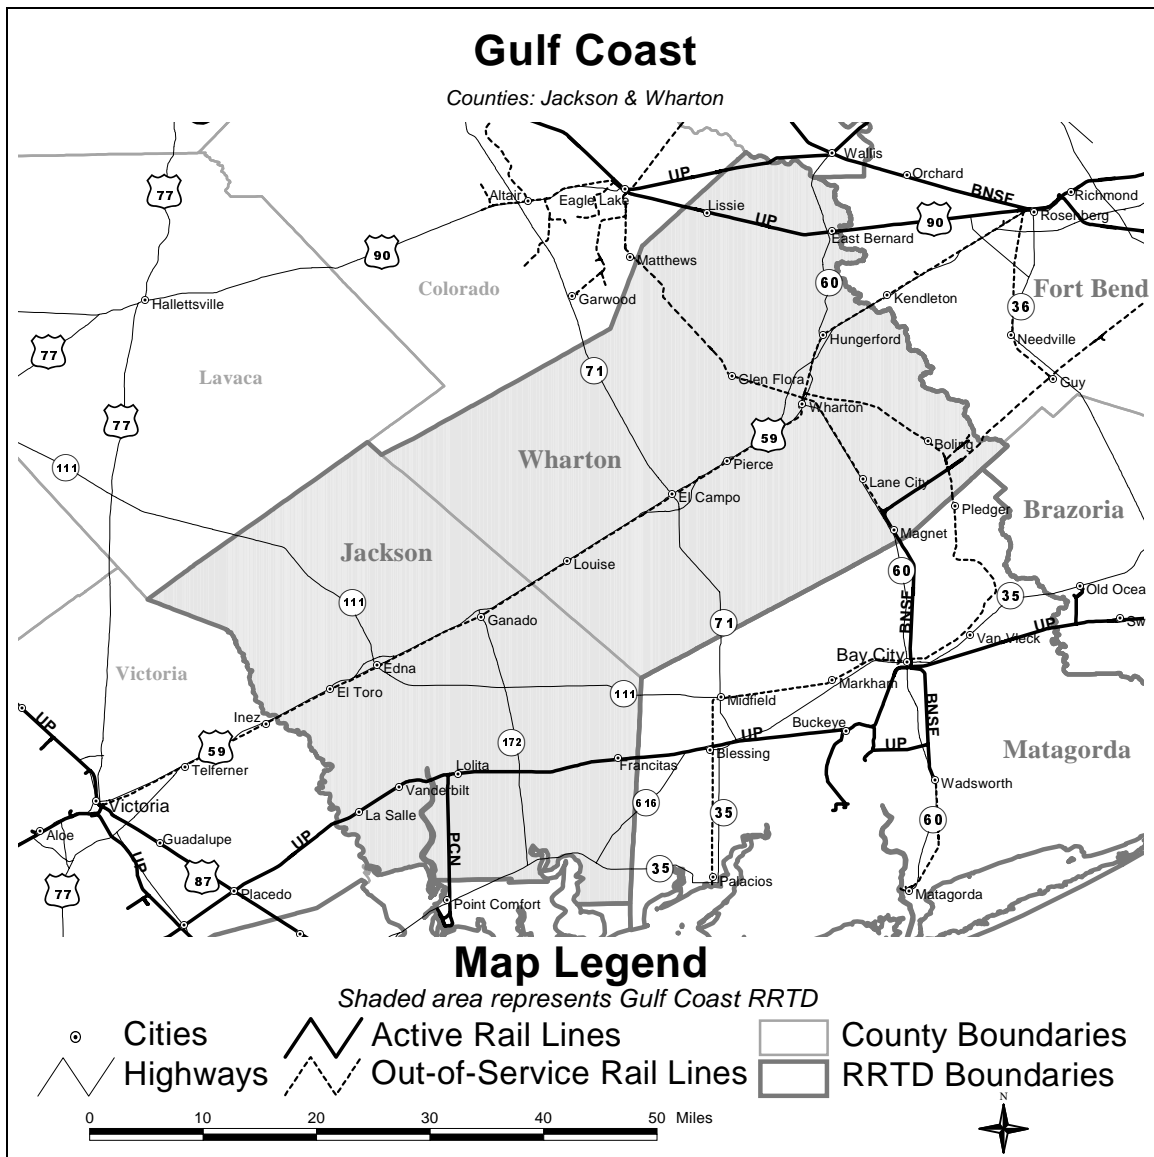 Gulf Coast
Counties: Jackson & Wharton
Wallis
UP
Orchard
77
Altair
Eagle Lake
BNSF
Richmond
Lissie
UP
90
Rosenberg
East Bernard
90
Matthews
60
Colorado
Garwood
Kendleton
Fort Bend
Hallettsville
36
Hungerford
Needville
77
71
Lavaca
Glen Flora
Guy
Wharton
77
59
Boling
111
Wharton
Pierce
Lane City
El Campo
Pledger
Brazoria
Magnet
Jackson
Louise
60
Old Ocea
111
35
BNSF
Ganado
71
UP
Sw
Van Vleck
Bay City
Edna
Victoria
Markham
El Toro
111
Midfield
BNSF
Inez
UP
Buckeye
59
172
UP
UP
Blessing
Matagorda
Telferner
Lolita
Francitas
Wadsworth
Vanderbilt
Victoria
616
35
La Salle
60
Aloe
Guadalupe
UP
PCN
UP
35
87
77
Placedo
Palacios
Matagorda
Point Comfort
Map Legend
Shaded area represents Gulf Coast RRTD
Cities
Active Rail Lines
County Boundaries
Highways
Out-of-Service Rail Lines
RRTD Boundaries
N
0 10 20 30 40 50 Miles